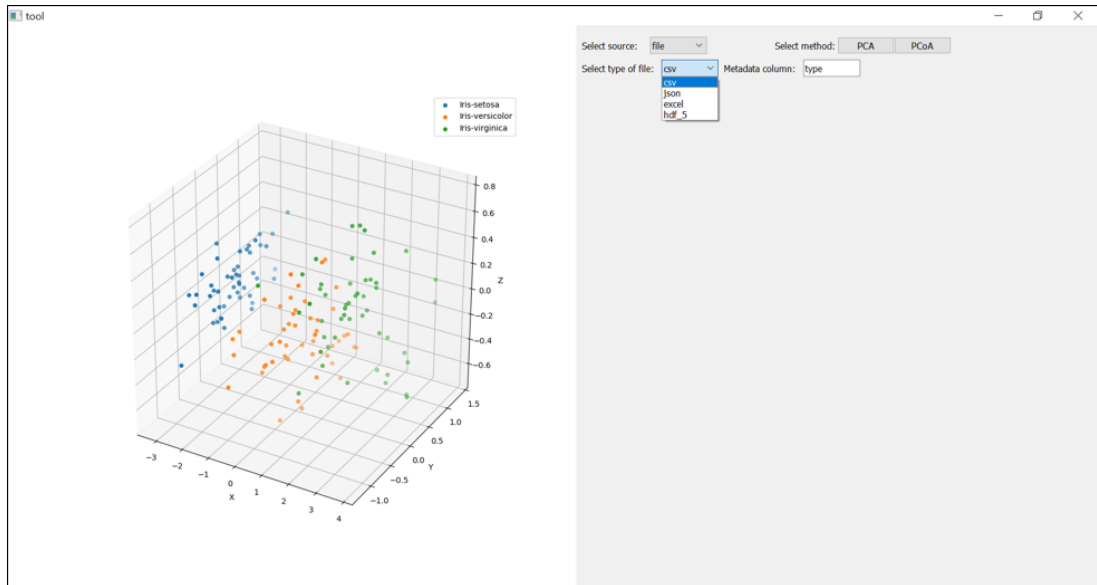 tool
Select source: file Select method: PCA PCoA
Select type of file: csv Metadata column: type
csv
json
excel
hdf_5
Iris-setosa
Iris-versicolor
Iris-virginica
0.8
0.6
0.4
0.2
0.0
−0.2
−0.4
−0.6
Z
1.5
1.0
0.5
0.0
−0.5
−1.0
Y
−3
−2
−1
0
1
2
3
4
X